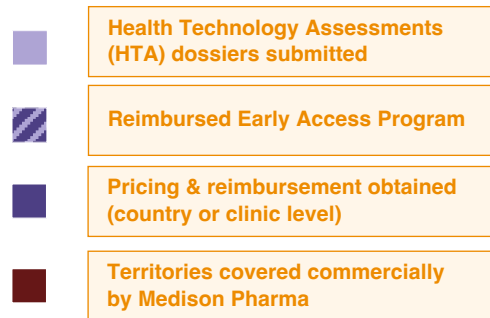 Health Technology Assessments
(HTA) dossiers submitted
Reimbursed Early Access Program
Pricing & reimbursement obtained
(country or clinic level)
Territories covered commercially
by Medison Pharma